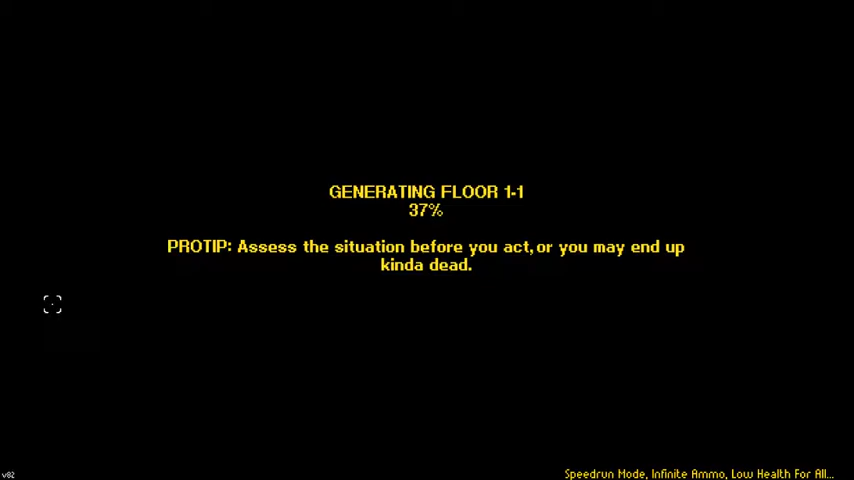 GENERATING FLOOR 1-1
37%
PROTIP: Assess the situation before you act, or you may end up
kinda dead.
v82
Speedrun Mode, Infinite Ammo, Low Health For All...